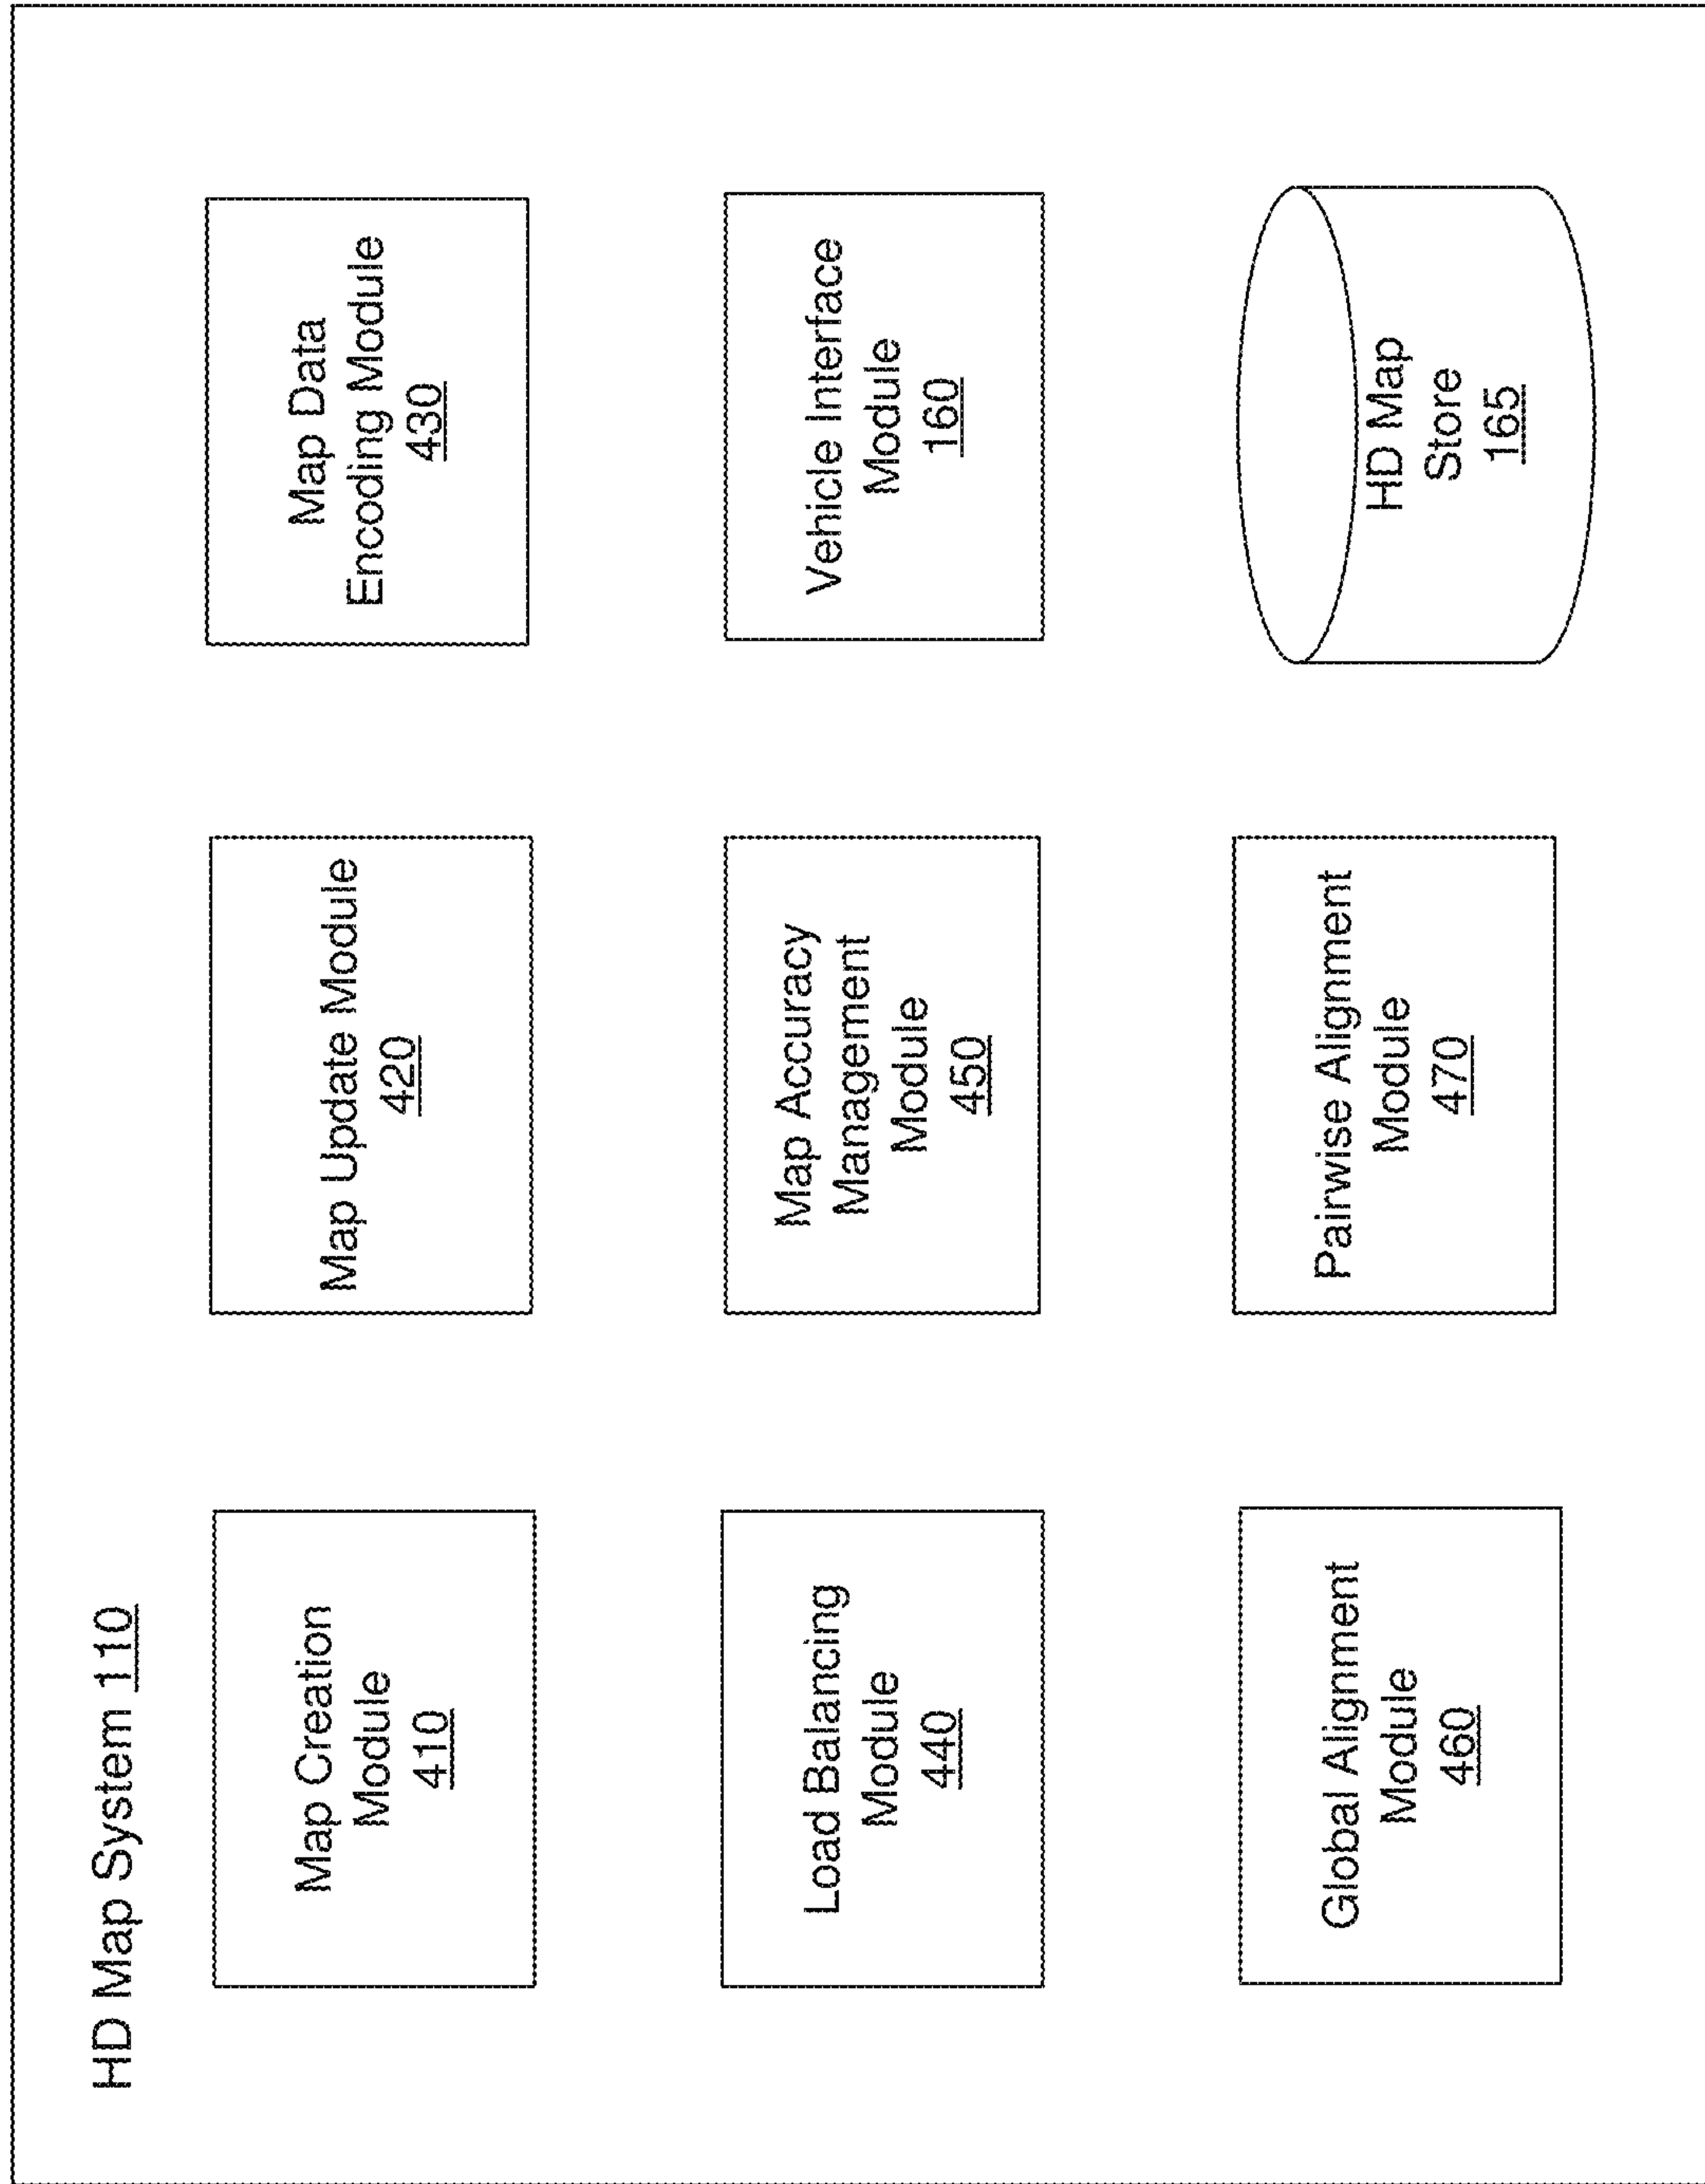 HD Map System 110
Map Creation
Module
410
Map Update Module
420
Map Data
Encoding Module
430
Load Balancing
Module
440
Map Accuracy
Management
Module
450
Vehicle Interface
Module
160
Global Alignment
Module
460
Pairwise Alignment
Module
470
HD Map
Store
165